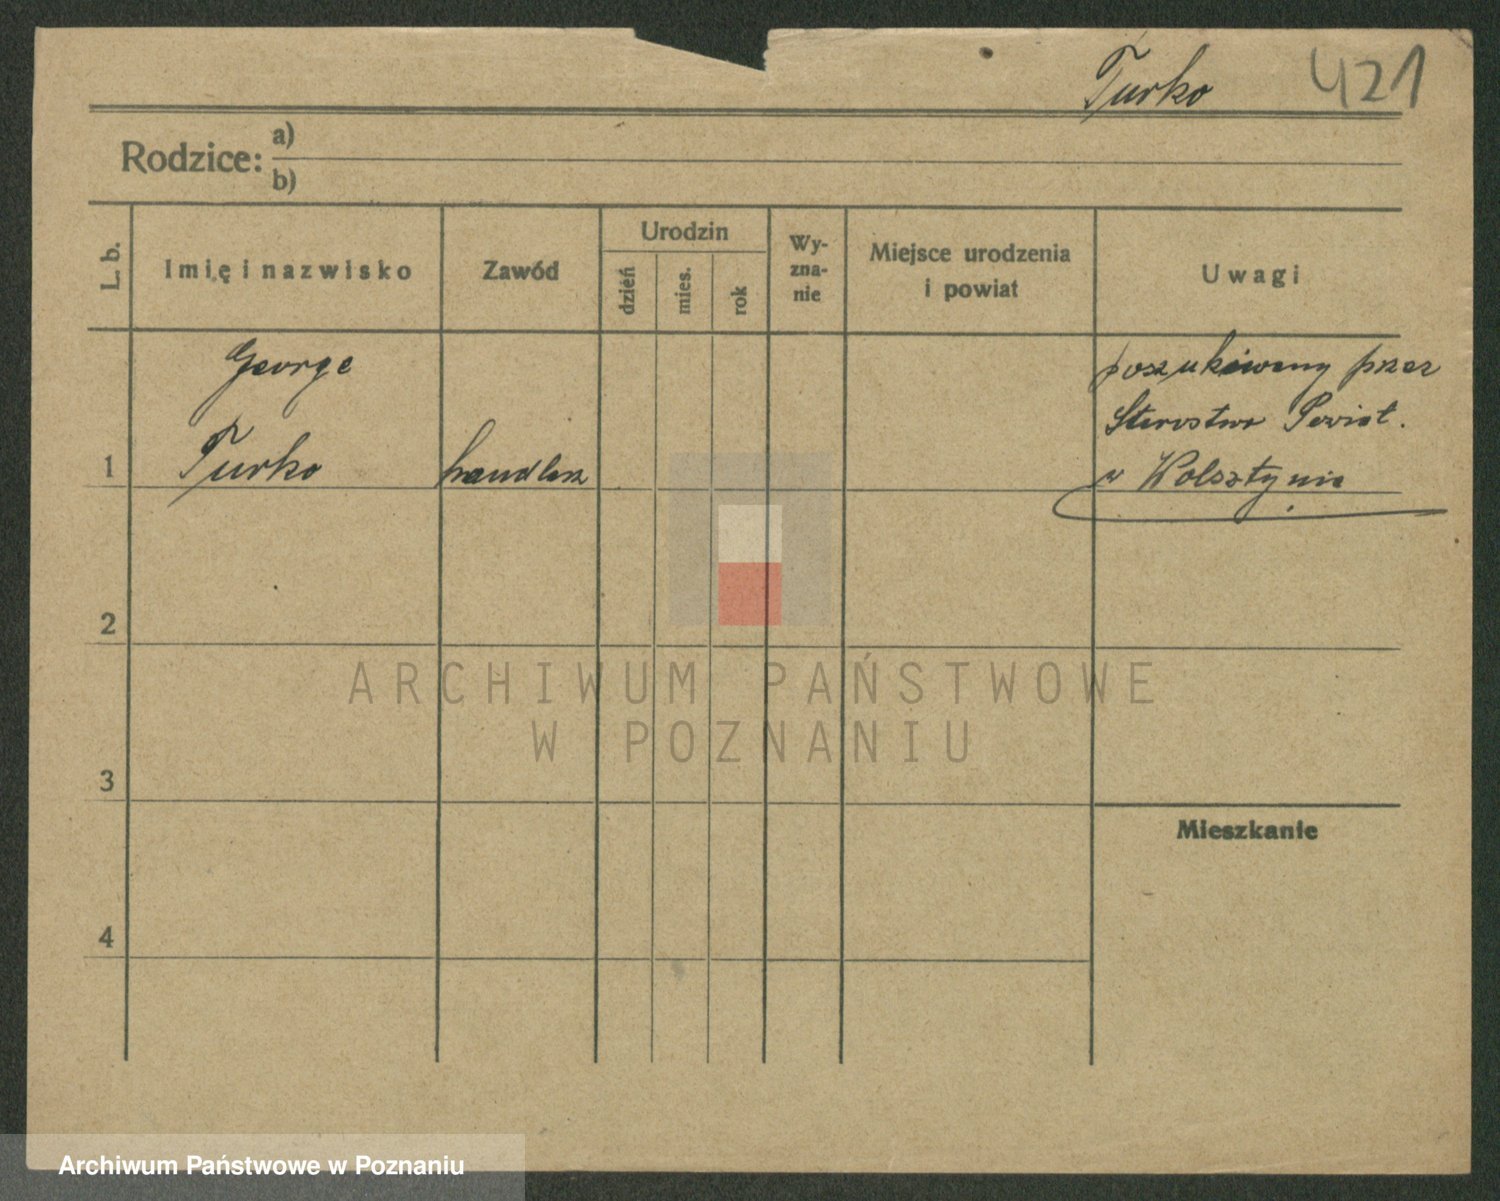 Turko 421
Rodzice: a)
b)
L. b.
Imię i nazwisko
Zawód
Urodzin
dzień
mies.
rok
Wy-
zna-
nie
Miejsce urodzenia
i powiat
Uwagi
1
George
Turko
handlarz
poszukiwany przez
Starostwo Powiat.
w Wolsztynie
2
3
4
Mieszkanie
ARCHIWUM PAŃSTWOWE
W POZNANIU
Archiwum Państwowe w Poznaniu